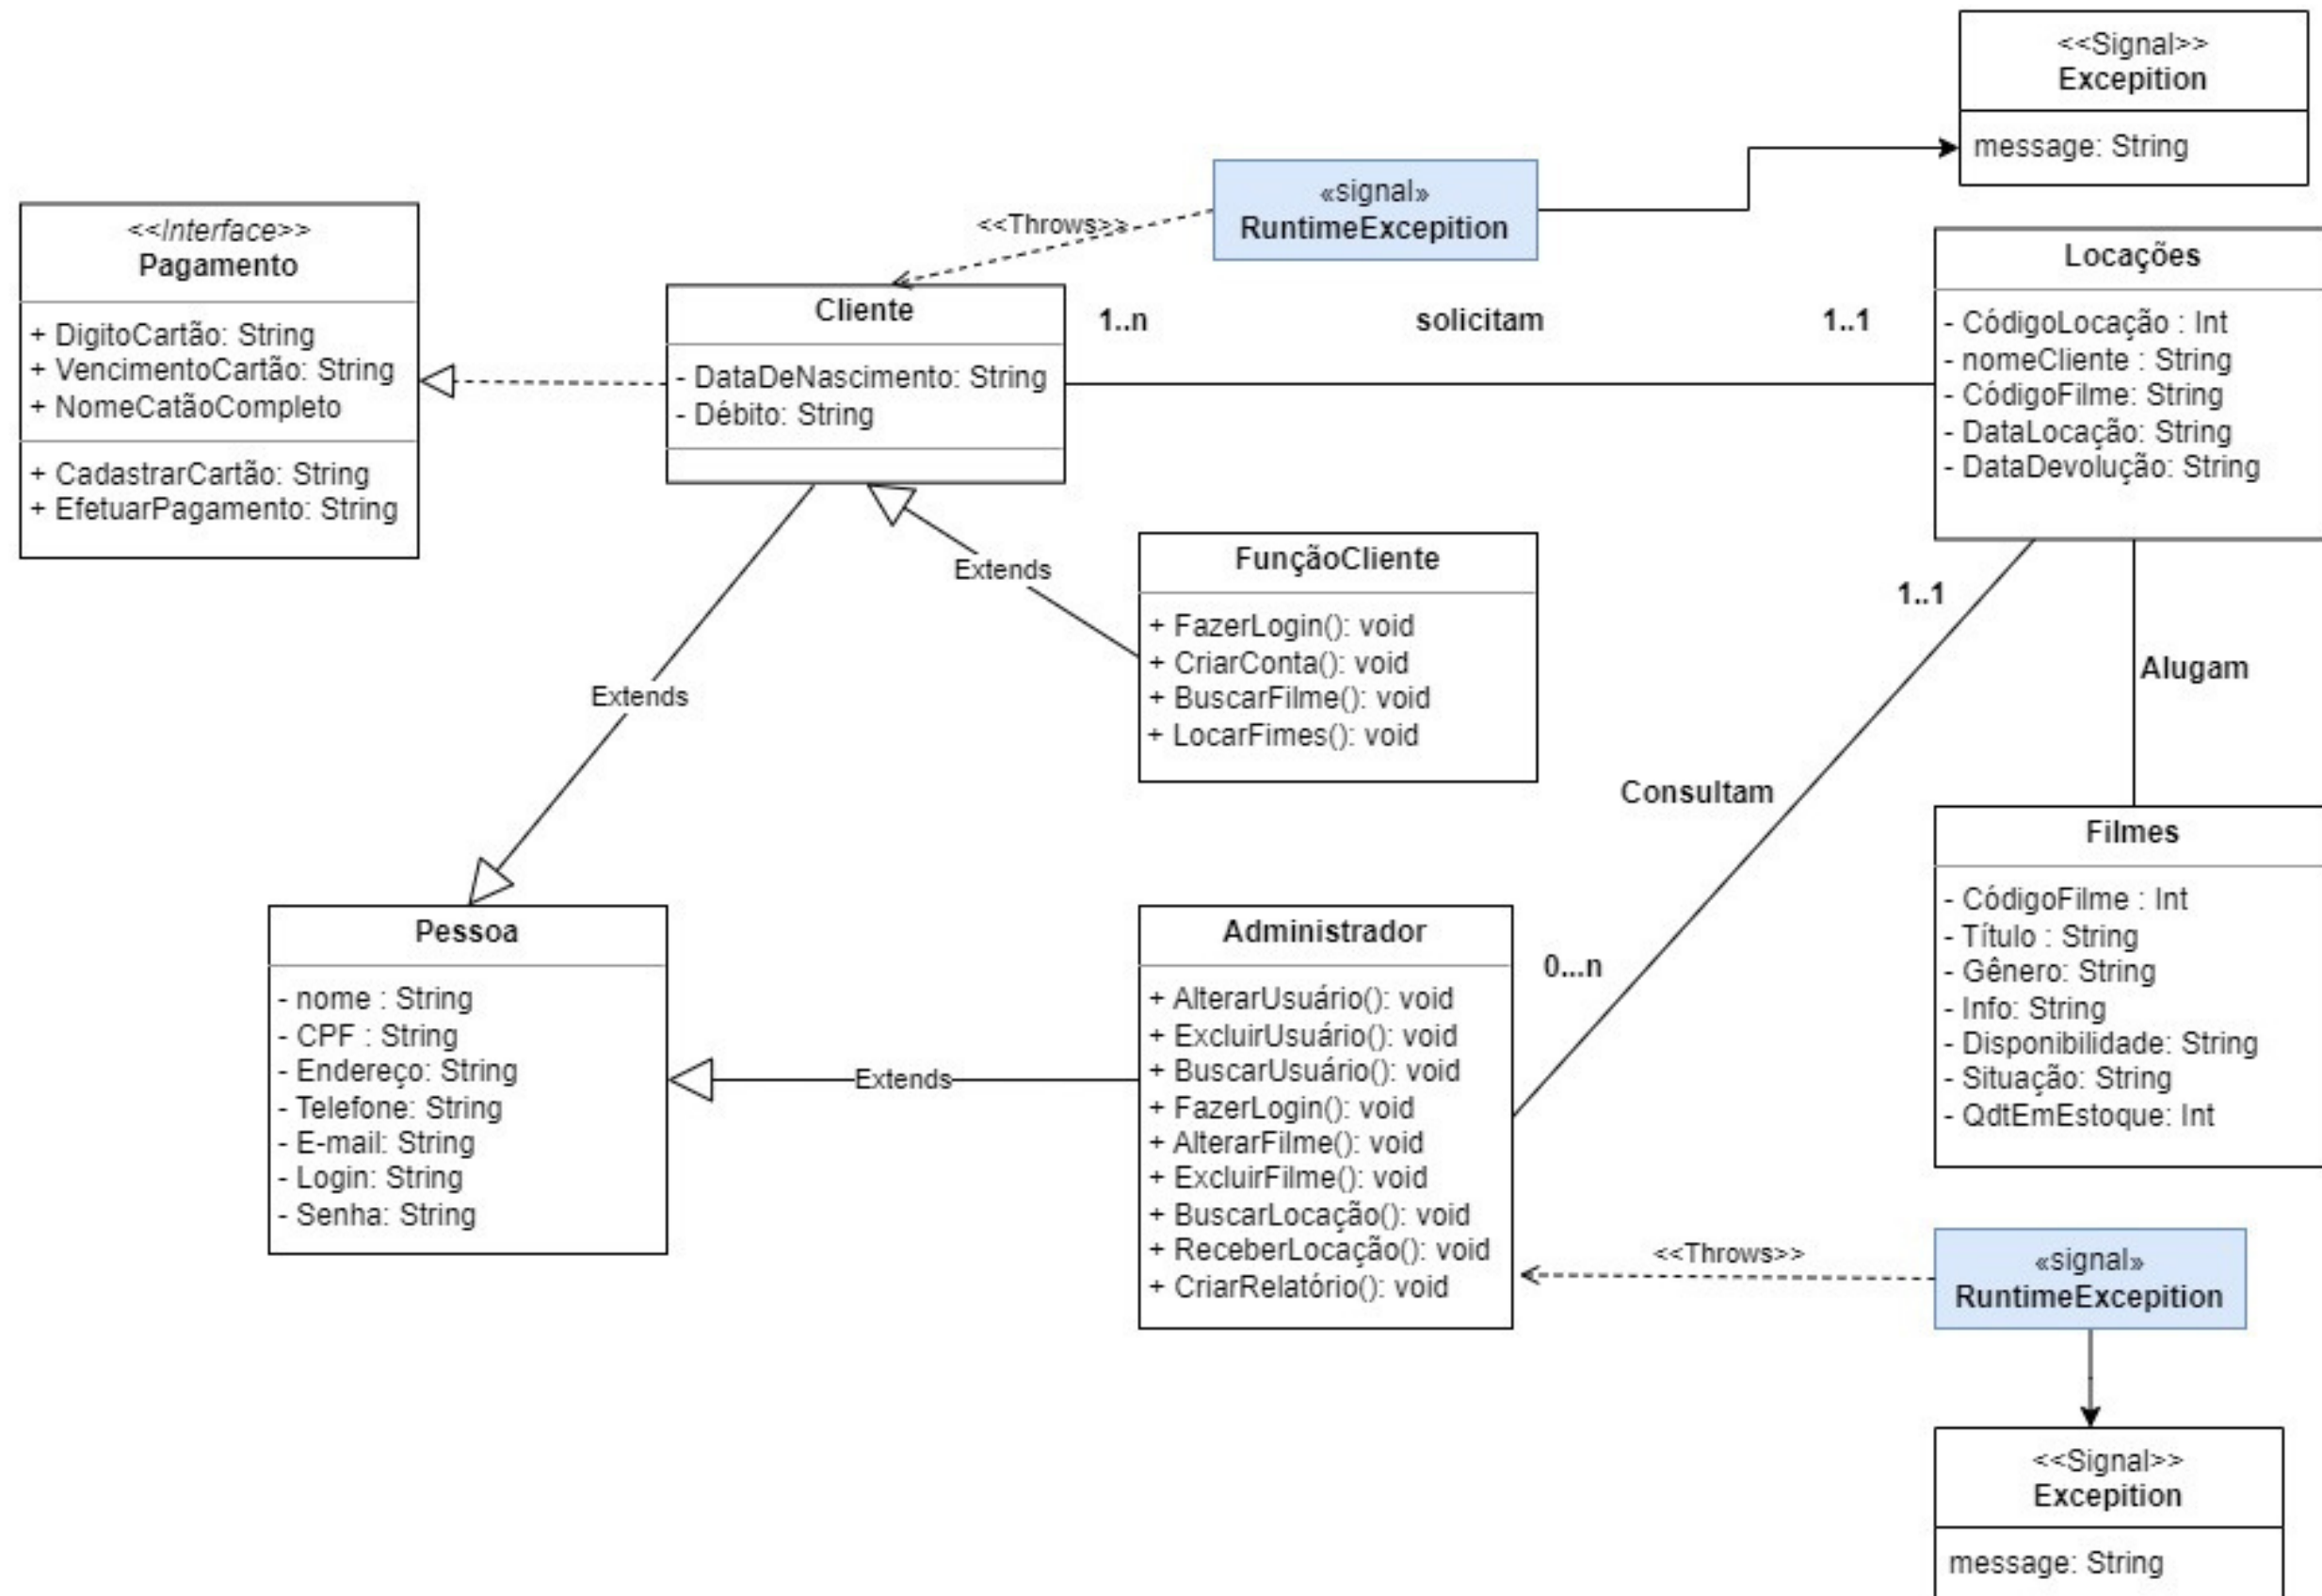 <<Signal>>
Excepition
message: String
«signal»
RuntimeExcepition
<<Throws>>
<<Interface>>
Pagamento
+ DigitoCartão: String
+ VencimentoCartão: String
+ NomeCatãoCompleto
+ CadastrarCartão: String
+ EfetuarPagamento: String
Cliente
- DataDeNascimento: String
- Débito: String
1..n
solicitam
1..1
Locações
- CódigoLocação : Int
- nomeCliente : String
- CódigoFilme: String
- DataLocação: String
- DataDevolução: String
Extends
FunçãoCliente
+ FazerLogin(): void
+ CriarConta(): void
+ BuscarFilme(): void
+ LocarFimes(): void
1..1
Alugam
Extends
Consultam
0...n
Filmes
- CódigoFilme : Int
- Título : String
- Gênero: String
- Info: String
- Disponibilidade: String
- Situação: String
- QdtEmEstoque: Int
Pessoa
- nome : String
- CPF : String
- Endereço: String
- Telefone: String
- E-mail: String
- Login: String
- Senha: String
Extends
Administrador
+ AlterarUsuário(): void
+ ExcluirUsuário(): void
+ BuscarUsuário(): void
+ FazerLogin(): void
+ AlterarFilme(): void
+ ExcluirFilme(): void
+ BuscarLocação(): void
+ ReceberLocação(): void
+ CriarRelatório(): void
<<Throws>>
«signal»
RuntimeExcepition
<<Signal>>
Excepition
message: String